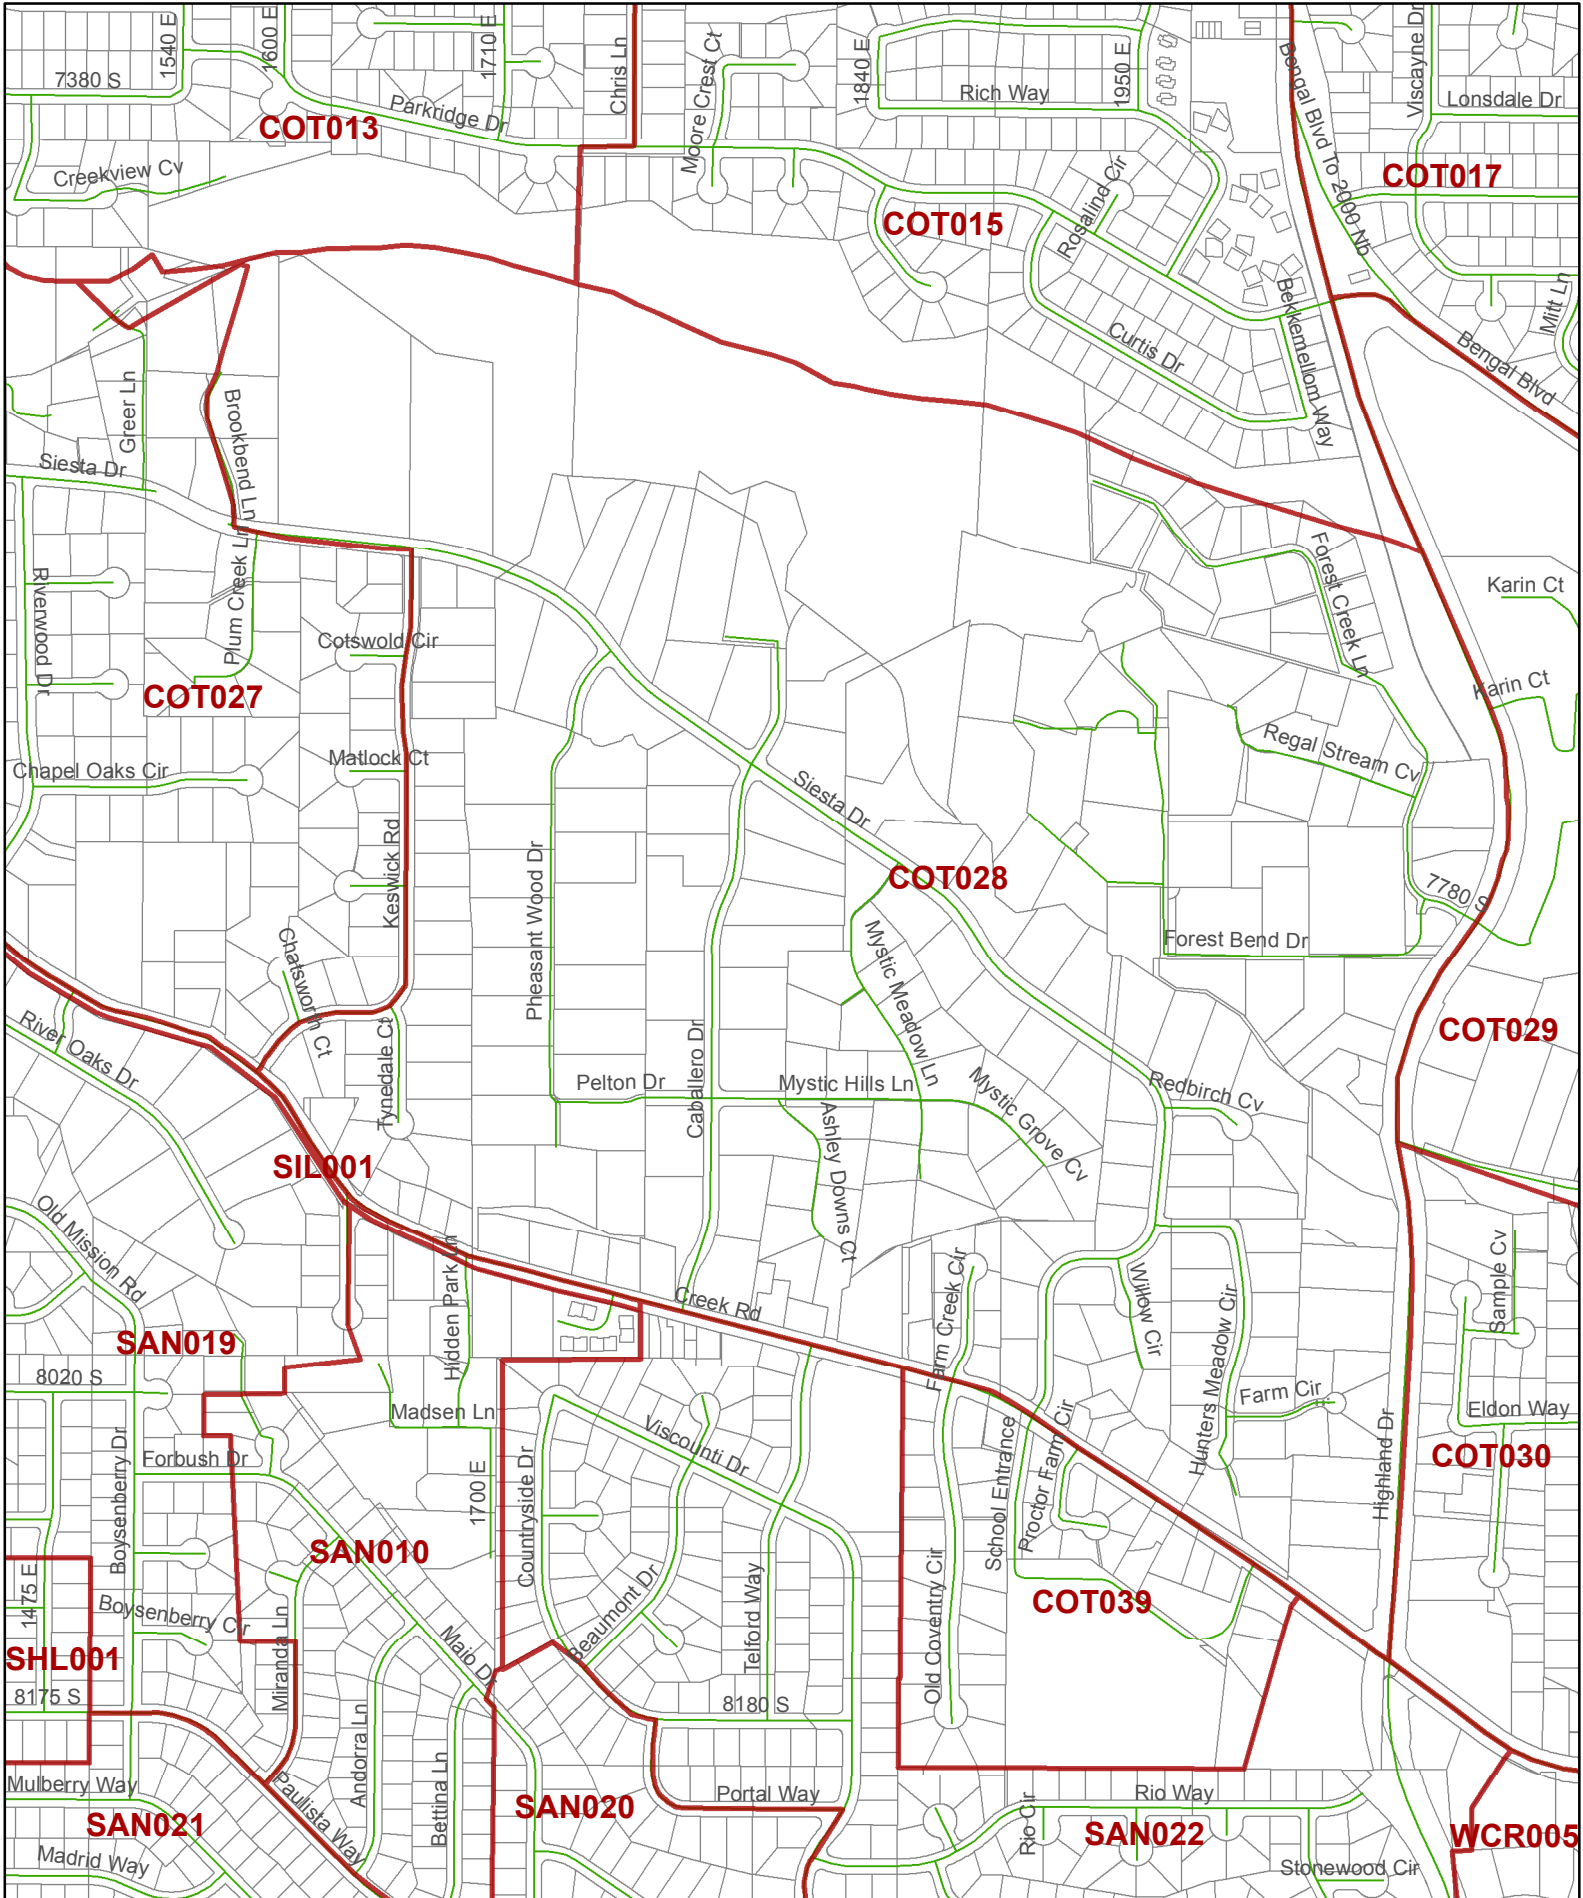 1540 E
1600 E
1710 E
Chris Ln
Moore Crest Ct
1840 E
1950 E
Bengal Blvd To 2000 Nb
Viscayne Dr
7380 S
Rich Way
Lonsdale Dr
Parkridge Dr
COT013
Creekview Cv
COT017
Rosalind Cir
COT015
Bekkemellom Way
Mitt Ln
Curtis Dr
Bengal Blvd
Greer Ln
Brookbend Ln
Siesta Dr
Riverwood Dr
Plum Creek Ln
Forest Creek Ln
Karin Ct
Cotswold Cir
COT027
Karin Ct
Regal Stream Cv
Chapel Oaks Cir
Matlock Ct
Siesta Dr
Keswick Rd
Pheasant Wood Dr
COT028
7780 S
Forest Bend Dr
Chatsworth Ct
Mystic Meadow Ln
River Oaks Dr
Tynedale Ct
Caballero Dr
COT029
Pelton Dr
Mystic Hills Ln
Mystic Grove Cv
Redbirch Cv
Ashley Downs Ct
SIL001
Old Mission Rd
Hidden Park Ln
Farm Creek Cir
Willow Cir
Sample Cv
Creek Rd
SAN019
Hunters Meadow Cir
8020 S
Madsen Ln
Farm Cir
Eldon Way
Boysenberry Dr
Forbush Dr
Viscounti Dr
Countryside Dr
1700 E
School Entrance
Proctor Farm Cir
Highland Dr
COT030
SAN010
1475 E
Boysenberry Cir
Beaumont Dr
Telford Way
Old Coventry Cir
COT039
SHL001
Miranda Ln
Maio Dr
8175 S
8180 S
Andorra Ln
Bettina Ln
Mulberry Way
Paulista Way
Portal Way
Rio Way
SAN021
SAN020
Rio Cir
SAN022
WCR005
Madrid Way
Stonewood Cir